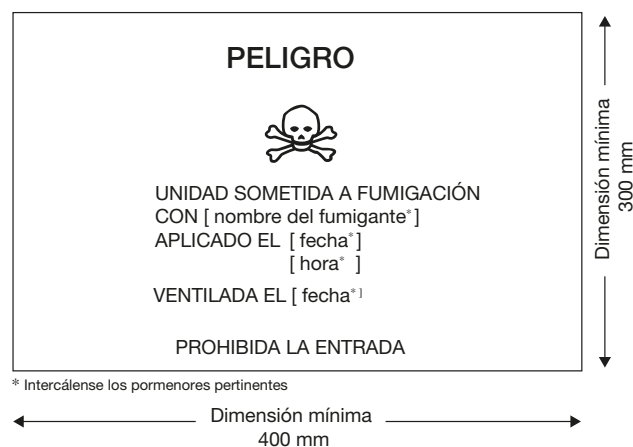 PELIGRO
UNIDAD SOMETIDA A FUMIGACIÓN
CON [ nombre del fumigante*]
APLICADO EL [ fecha*]
[ hora* ]
VENTILADA EL [ fecha*]
PROHIBIDA LA ENTRADA
* Intercálense los pormenores pertinentes
Dimensión mínima
400 mm
Dimensión mínima
300 mm